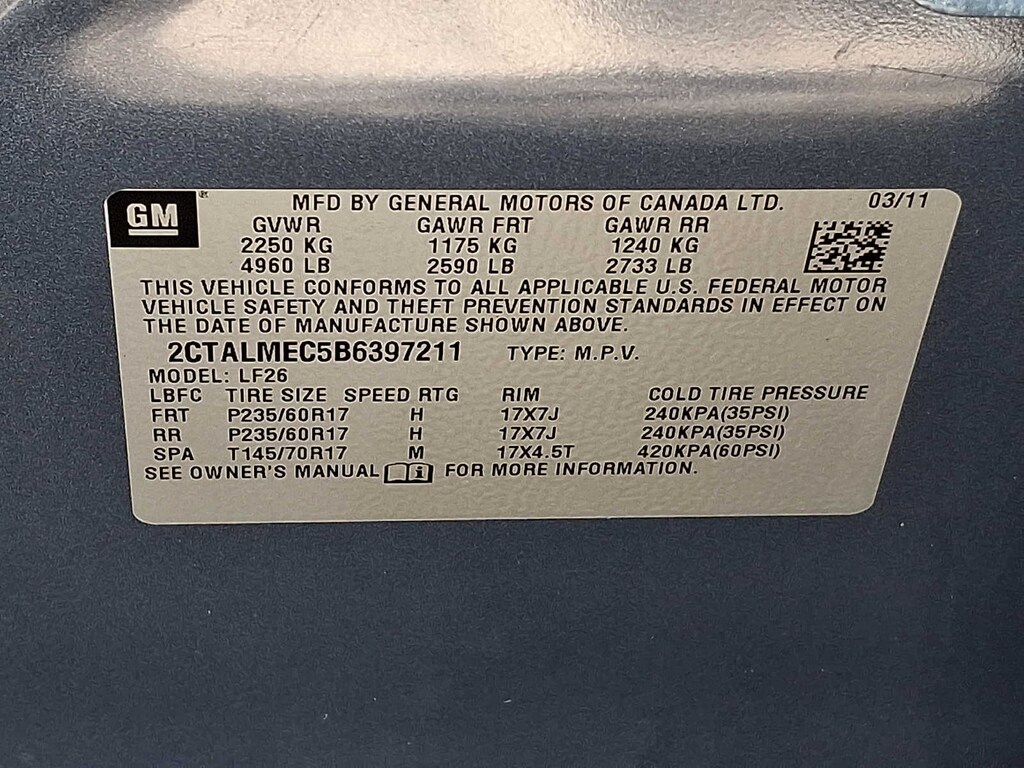 GM MFD BY GENERAL MOTORS OF CANADA LTD. 03/11
GVWR GAWR FRT GAWR RR
2250 KG 1175 KG 1240 KG
4960 LB 2590 LB 2733 LB
THIS VEHICLE CONFORMS TO ALL APPLICABLE U.S. FEDERAL MOTOR
VEHICLE SAFETY AND THEFT PREVENTION STANDARDS IN EFFECT ON
THE DATE OF MANUFACTURE SHOWN ABOVE.
2CTALMEC5B6397211 TYPE: M.P.V.
MODEL: LF26
LBFC TIRE SIZE SPEED RTG RIM COLD TIRE PRESSURE
FRT P235/60R17 H 17X7J 240KPA(35PSI)
RR P235/60R17 H 17X7J 240KPA(35PSI)
SPA T145/70R17 M 17X4.5T 420KPA(60PSI)
SEE OWNER'S MANUAL FOR MORE INFORMATION.